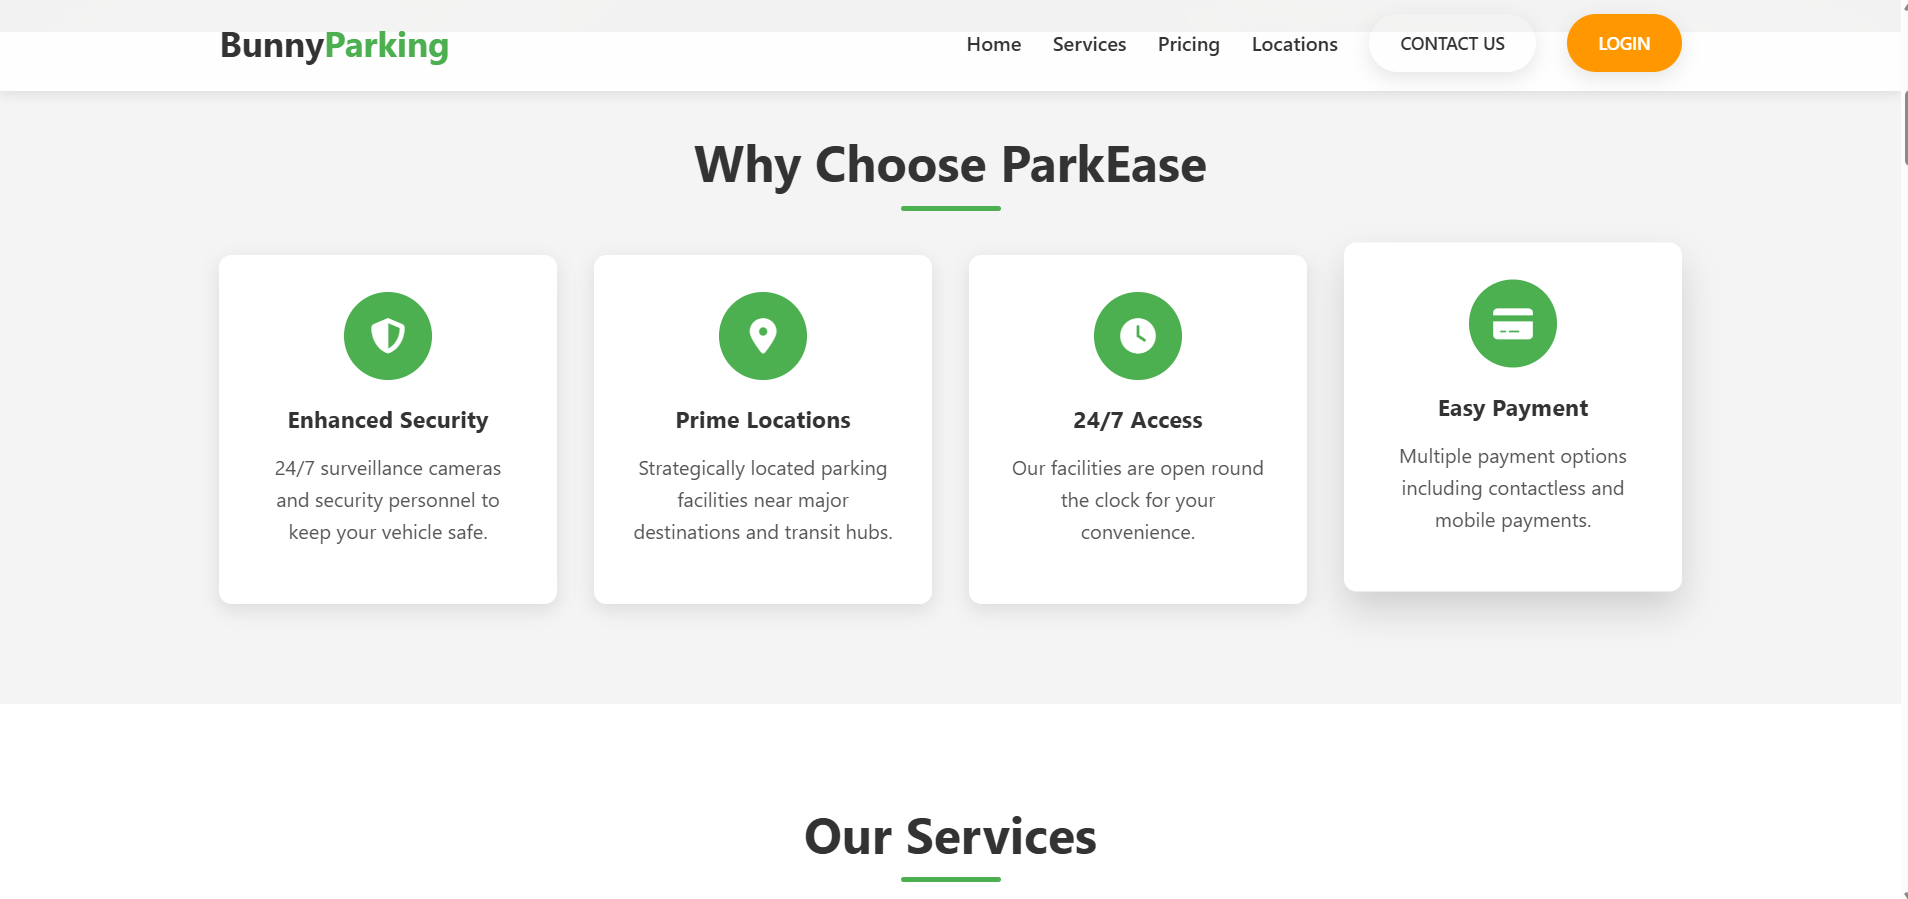 BunnyParking
Home Services Pricing Locations CONTACT US LOGIN
Why Choose ParkEase
Enhanced Security
24/7 surveillance cameras
and security personnel to
keep your vehicle safe.
Prime Locations
Strategically located parking
facilities near major
destinations and transit hubs.
24/7 Access
Our facilities are open round
the clock for your
convenience.
Easy Payment
Multiple payment options
including contactless and
mobile payments.
Our Services